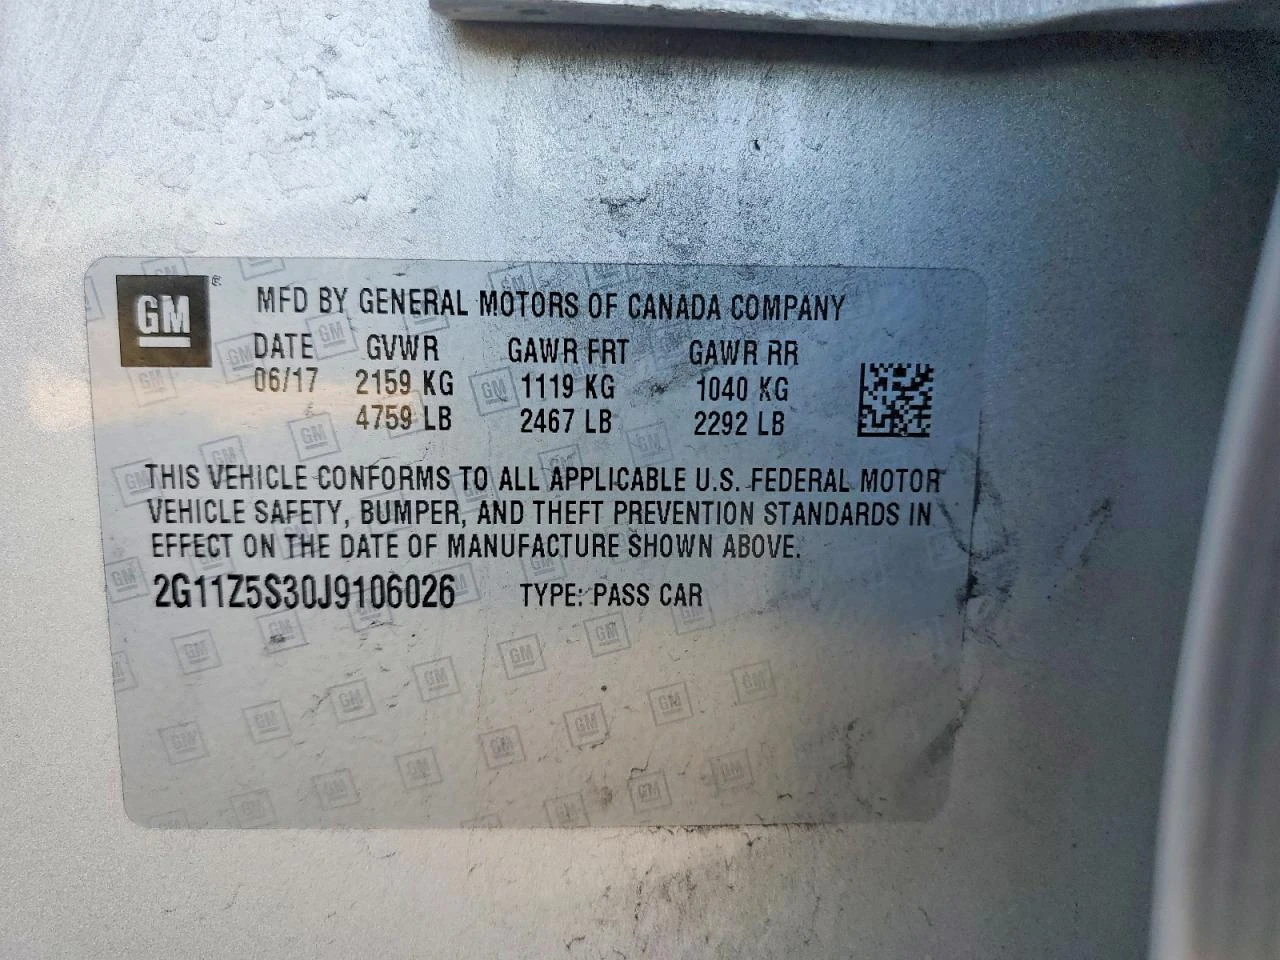 GM ® MFD BY GENERAL MOTORS OF CANADA COMPANY
DATE GVWR GAWR FRT GAWR RR
06/17 2159 KG 1119 KG 1040 KG
4759 LB 2467 LB 2292 LB
THIS VEHICLE CONFORMS TO ALL APPLICABLE U.S. FEDERAL MOTOR
VEHICLE SAFETY, BUMPER, AND THEFT PREVENTION STANDARDS IN
EFFECT ON THE DATE OF MANUFACTURE SHOWN ABOVE.
2G11Z5S30J9106026 TYPE: PASS CAR